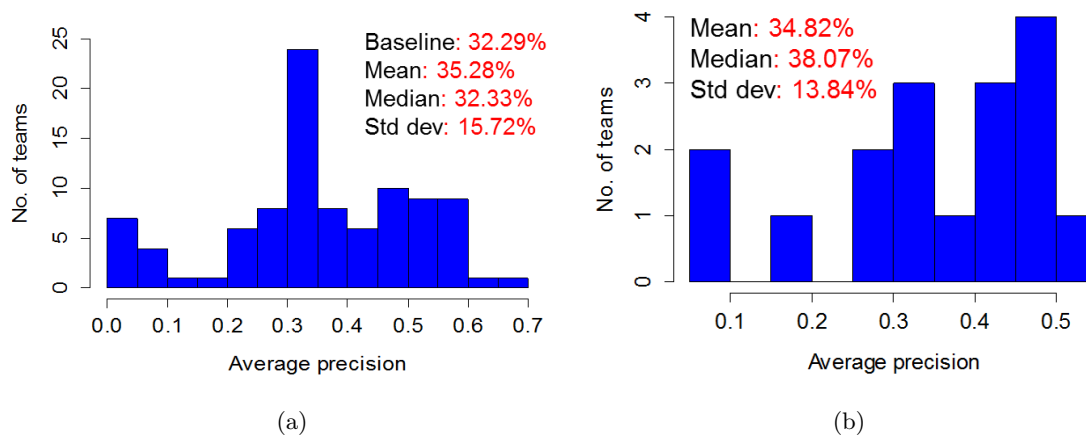 No. of teams
25
20
15
10
5
0
Baseline: 32.29%
Mean: 35.28%
Median: 32.33%
Std dev: 15.72%
0.0 0.1 0.2 0.3 0.4 0.5 0.6 0.7
Average precision
(a)
No. of teams
4
3
2
1
0
Mean: 34.82%
Median: 38.07%
Std dev: 13.84%
0.1 0.2 0.3 0.4 0.5
Average precision
(b)